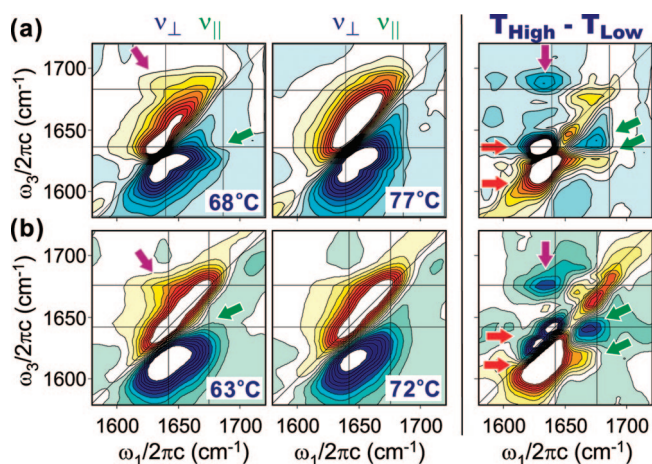 ν⊥ ν|| ν⊥ ν|| T_High - T_Low
(a)
1700
1650
1600
ω₃/2πc (cm⁻¹)
68°C 77°C
(b)
1700
1650
1600
ω₃/2πc (cm⁻¹)
63°C 72°C
1600 1650 1700 1600 1650 1700 1600 1650 1700
ω₁/2πc (cm⁻¹) ω₁/2πc (cm⁻¹) ω₁/2πc (cm⁻¹)